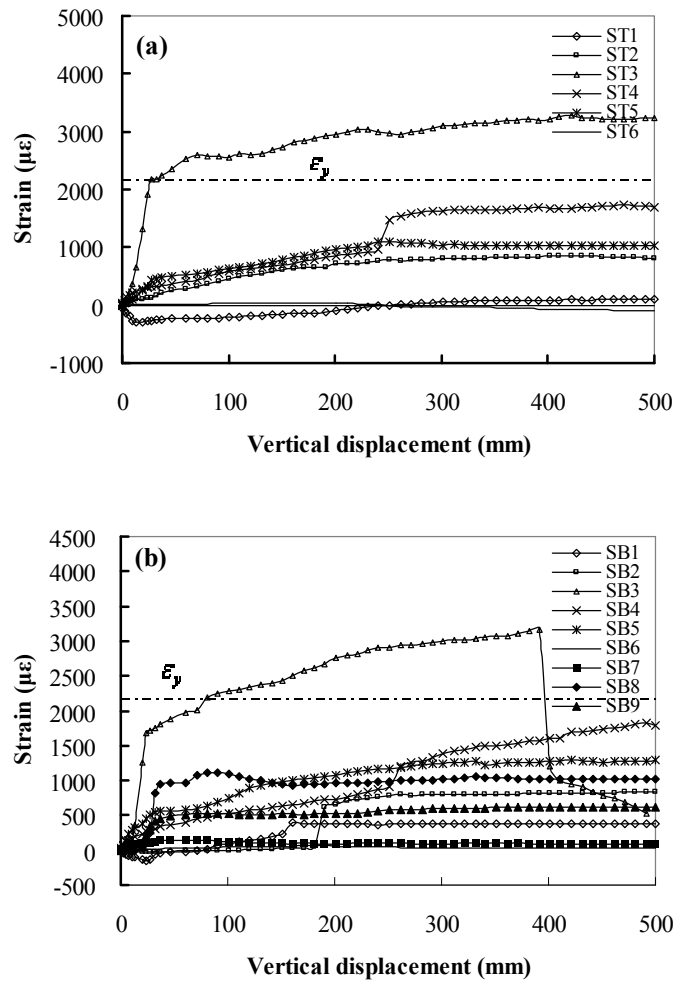 (a)
5000
4000
3000
2000
1000
0
-1000
Strain (με)
ε̄y
ST1
ST2
ST3
ST4
ST5
ST6
0 100 200 300 400 500
Vertical displacement (mm)
(b)
4500
4000
3500
3000
2500
2000
1500
1000
500
0
-500
Strain (με)
ε̄y
SB1
SB2
SB3
SB4
SB5
SB6
SB7
SB8
SB9
0 100 200 300 400 500
Vertical displacement (mm)